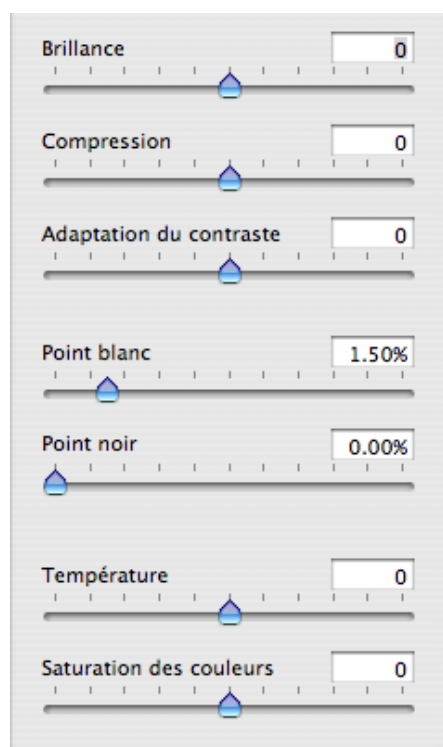 Brillance 0
Compression 0
Adaptation du contraste 0
Point blanc 1.50%
Point noir 0.00%
Température 0
Saturation des couleurs 0